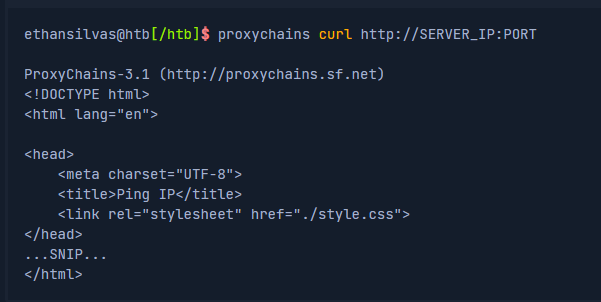 ethansilvas@htb[/htb]$ proxychains curl http://SERVER_IP:PORT
ProxyChains-3.1 (http://proxychains.sf.net)
<!DOCTYPE html>
<html lang="en">
<head>
    <meta charset="UTF-8">
    <title>Ping IP</title>
    <link rel="stylesheet" href="./style.css">
</head>
...SNIP...
</html>